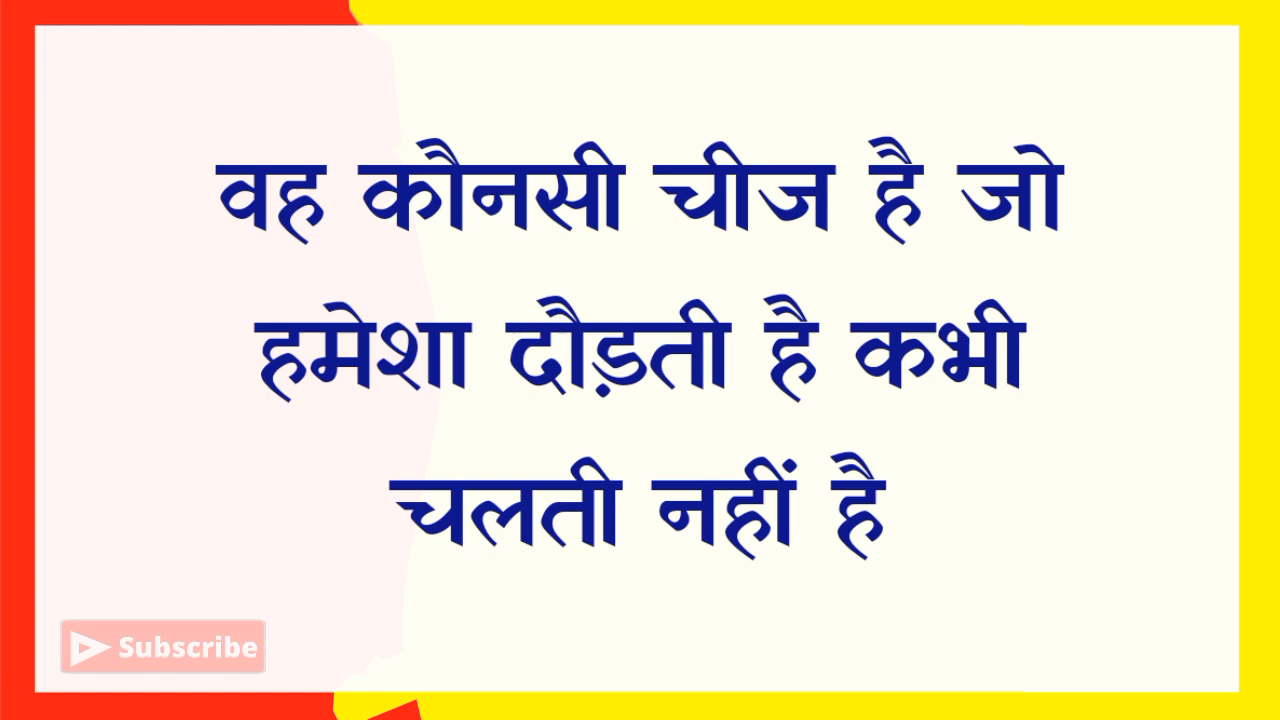 वह कौनसी चीज है जो
हमेशा दौड़ती है कभी
चलती नहीं है
Subscribe